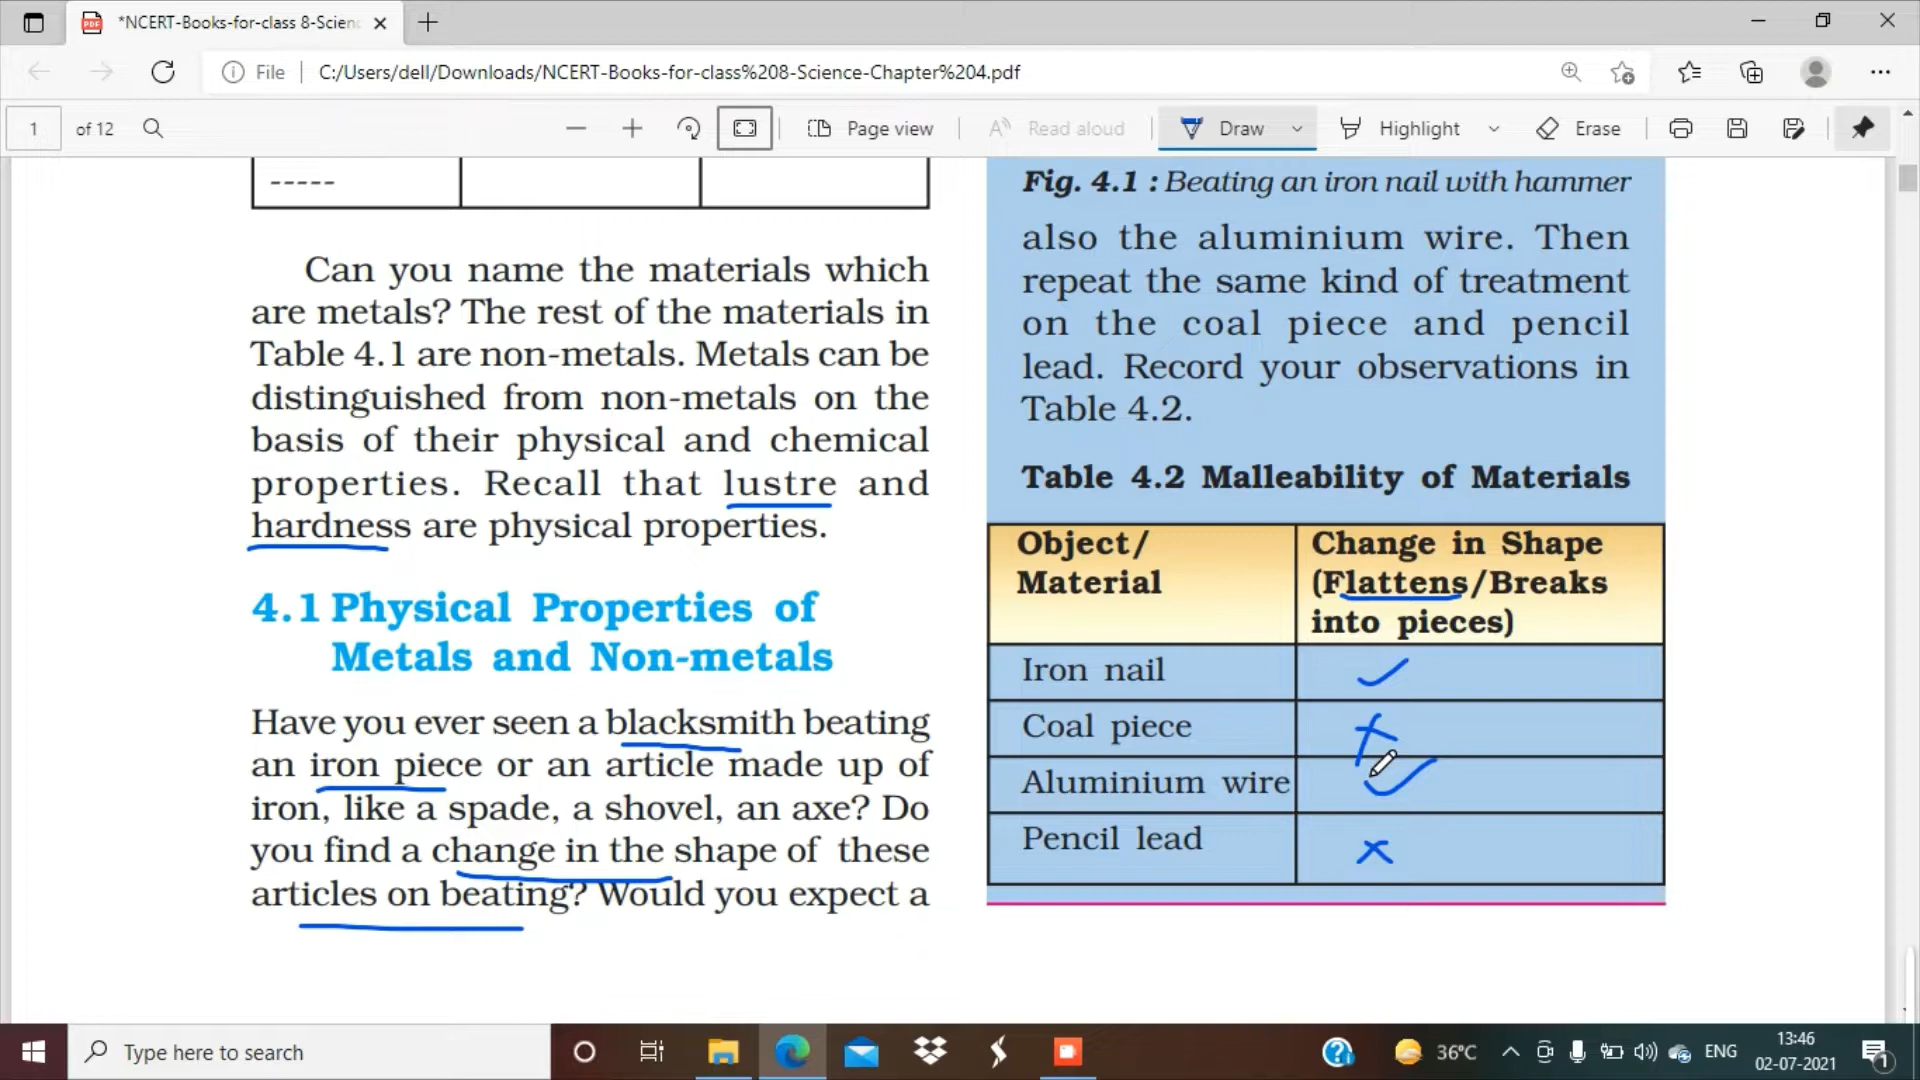 *NCERT-Books-for-class 8-Scien
File
C:/Users/dell/Downloads/NCERT-Books-for-class%208-Science-Chapter%204.pdf
1 of 12
Page view
Read aloud
Draw
Highlight
Erase
-----
Can you name the materials which
are metals? The rest of the materials in
Table 4.1 are non-metals. Metals can be
distinguished from non-metals on the
basis of their physical and chemical
properties. Recall that lustre and
hardness are physical properties.
4.1 Physical Properties of
Metals and Non-metals
Have you ever seen a blacksmith beating
an iron piece or an article made up of
iron, like a spade, a shovel, an axe? Do
you find a change in the shape of these
articles on beating? Would you expect a
Fig. 4.1 : Beating an iron nail with hammer
also the aluminium wire. Then
repeat the same kind of treatment
on the coal piece and pencil
lead. Record your observations in
Table 4.2.
Table 4.2 Malleability of Materials
Object/
Material
Change in Shape
(Flattens/Breaks
into pieces)
Iron nail ✓
Coal piece ✗
Aluminium wire ✓
Pencil lead ✗
Type here to search
36°C
ENG
13:46
02-07-2021
1